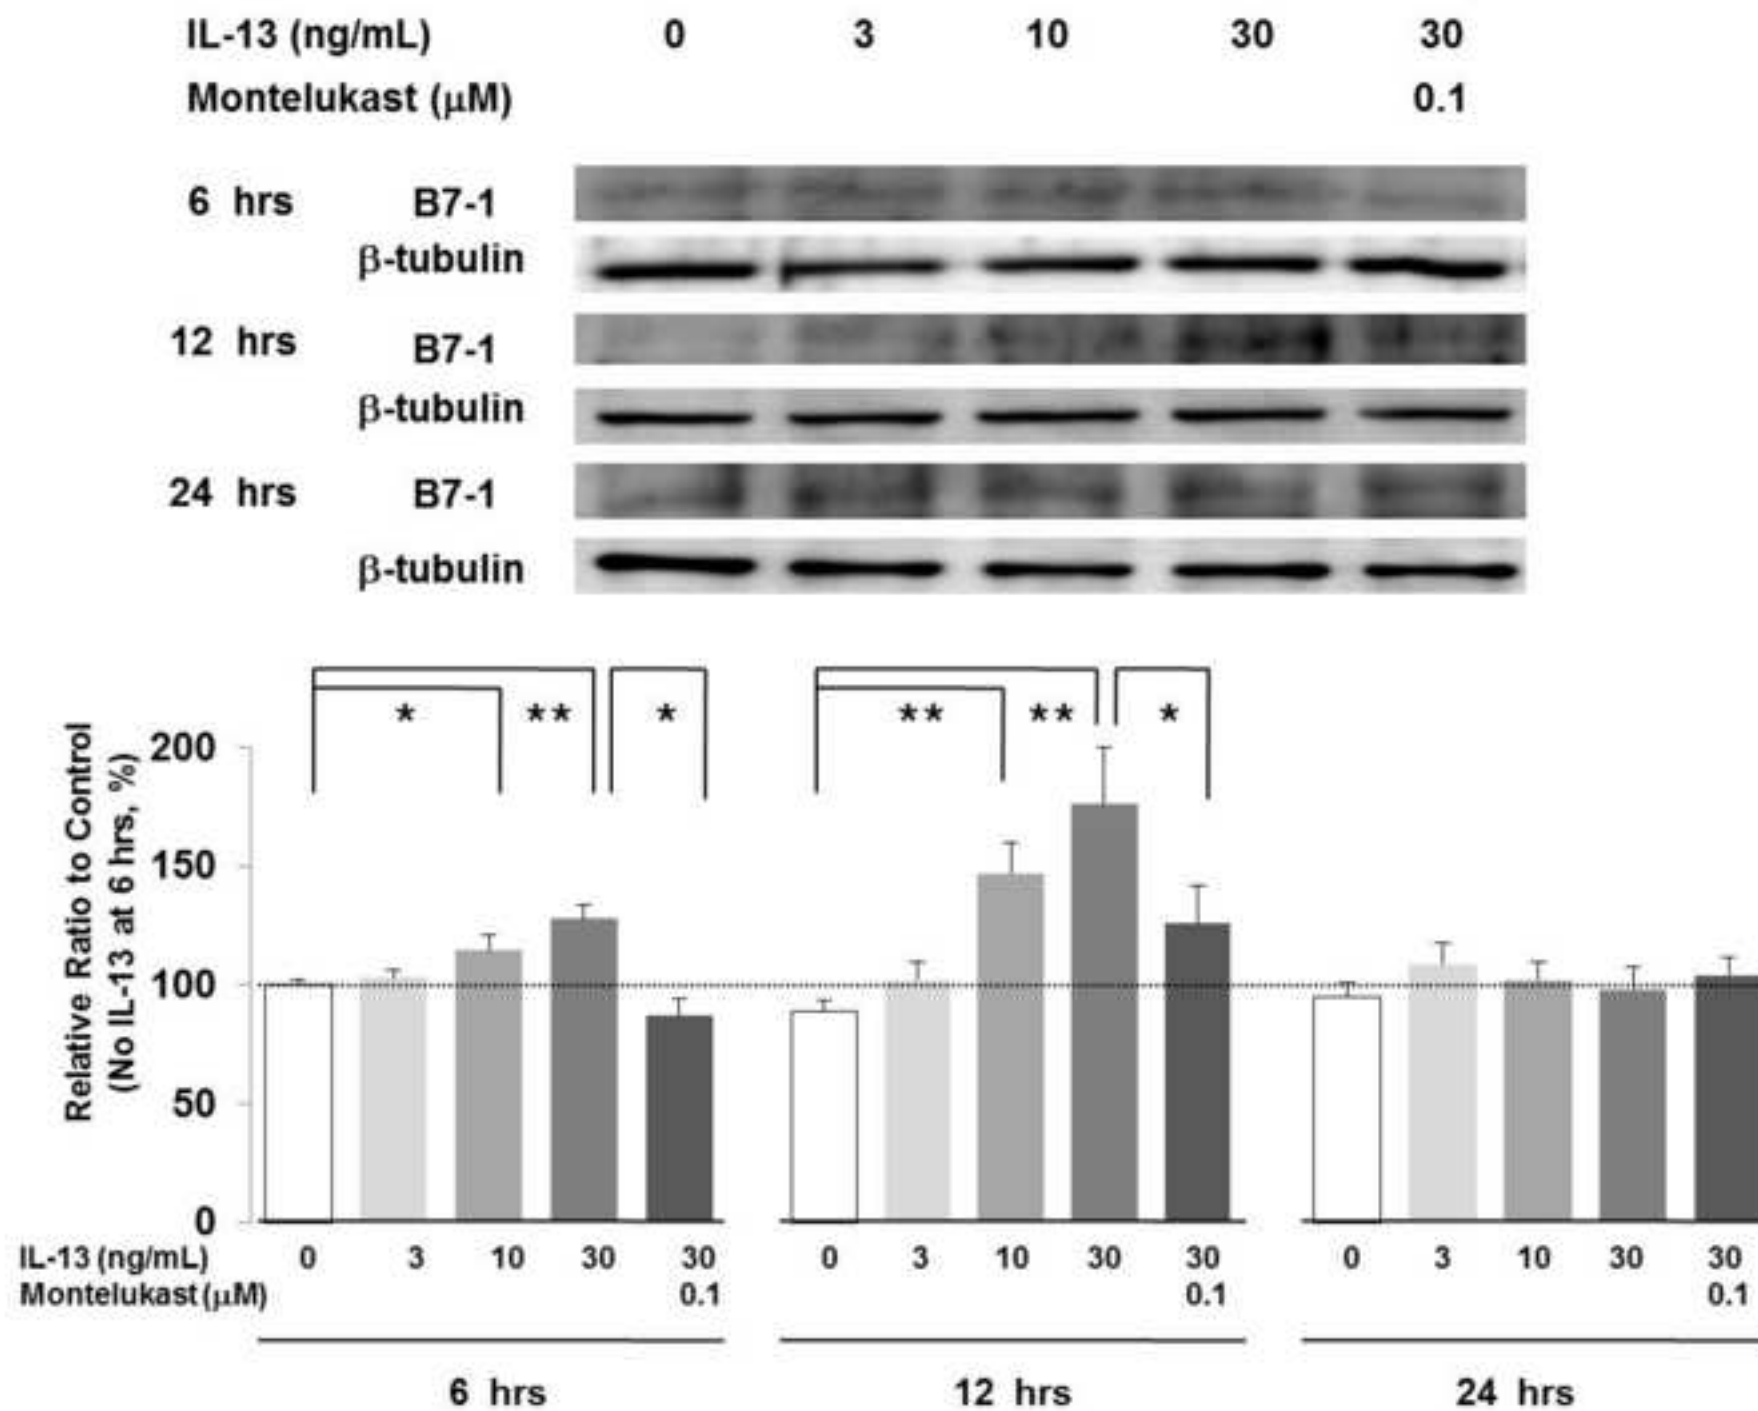 IL-13 (ng/mL) 0 3 10 30 30
Montelukast (μM) 0.1
6 hrs B7-1
β-tubulin
12 hrs B7-1
β-tubulin
24 hrs B7-1
β-tubulin
* ** * ** ** *
Relative Ratio to Control
(No IL-13 at 6 hrs, %)
200
150
100
50
0
IL-13 (ng/mL) 0 3 10 30 30 0 3 10 30 30 0 3 10 30 30
Montelukast (μM) 0.1 0.1 0.1
6 hrs 12 hrs 24 hrs